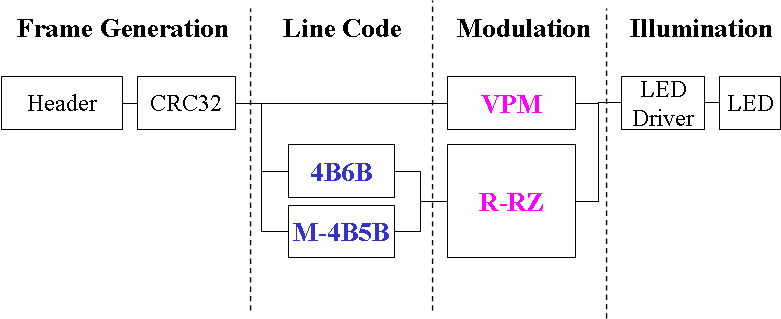 Frame Generation
Line Code
Modulation
Illumination
Header
CRC32
VPM
LED
Driver
LED
4B6B
M-4B5B
R-RZ